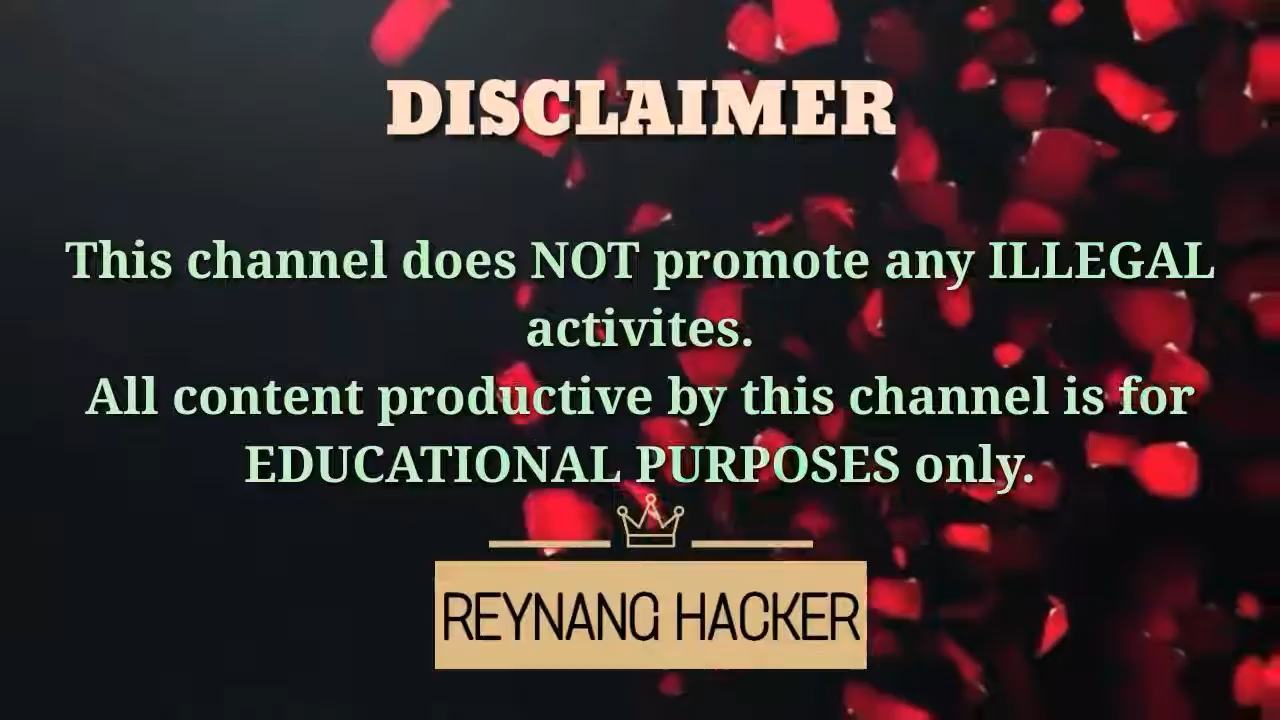 DISCLAIMER
This channel does NOT promote any ILLEGAL
activites.
All content productive by this channel is for
EDUCATIONAL PURPOSES only.
REYNANG HACKER